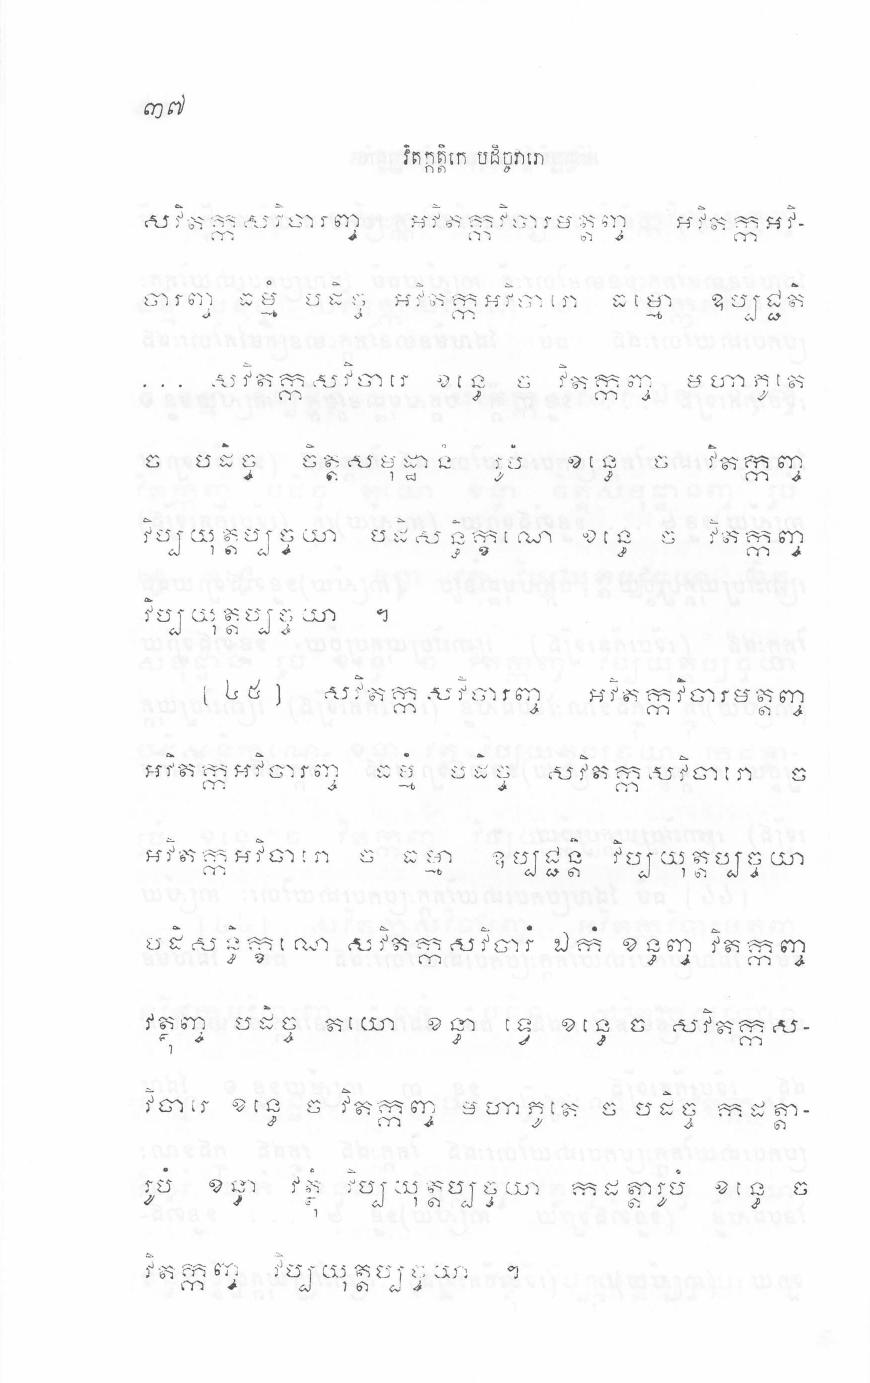 ៣៧
វិតក្កត្តិកេ បដិច្ចវារោ
សវិតក្កសវិចារញ្ច អវិតក្កវិចារមត្តញ្ច អវិតក្កអវិ-
ចារញ្ច ធម្មំ បដិច្ច អវិតក្កអវិចារោ ធម្មោ ឧប្បជ្ជតិ
... សវិតក្កសវិចារេ ខន្ធេ ច វិតក្កញ្ច មហាភូតេ
ច បដិច្ច ចិត្តសមុដ្ឋានំ រូបំ ខន្ធេ ច វិតក្កញ្ច
វិប្បយុត្តប្បច្ចយា បដិសន្ធិក្ខណេ ខន្ធេ ច វិតក្កញ្ច
វិប្បយុត្តប្បច្ចយា ។
(៤៥) សវិតក្កសវិចារញ្ច អវិតក្កវិចារមត្តញ្ច
អវិតក្កអវិចារញ្ច ធម្មំ បដិច្ច សវិតក្កសវិចារោ ច
អវិតក្កអវិចារោ ច ធម្មា ឧប្បជ្ជន្តិ វិប្បយុត្តប្បច្ចយា
បដិសន្ធិក្ខណេ សវិតក្កសវិចារំ ឯកំ ខន្ធញ្ច វិតក្កញ្ច
វត្ថុញ្ច បដិច្ច តយោ ខន្ធា ទ្វេ ខន្ធេ ច សវិតក្កស-
វិចារេ ខន្ធេ ច វិតក្កញ្ច មហាភូតេ ច បដិច្ច កដត្តា-
រូបំ ខន្ធា វត្ថុំ វិប្បយុត្តប្បច្ចយា កដត្តារូបំ ខន្ធេ ច
វិតក្កញ្ច វិប្បយុត្តប្បច្ចយា ។